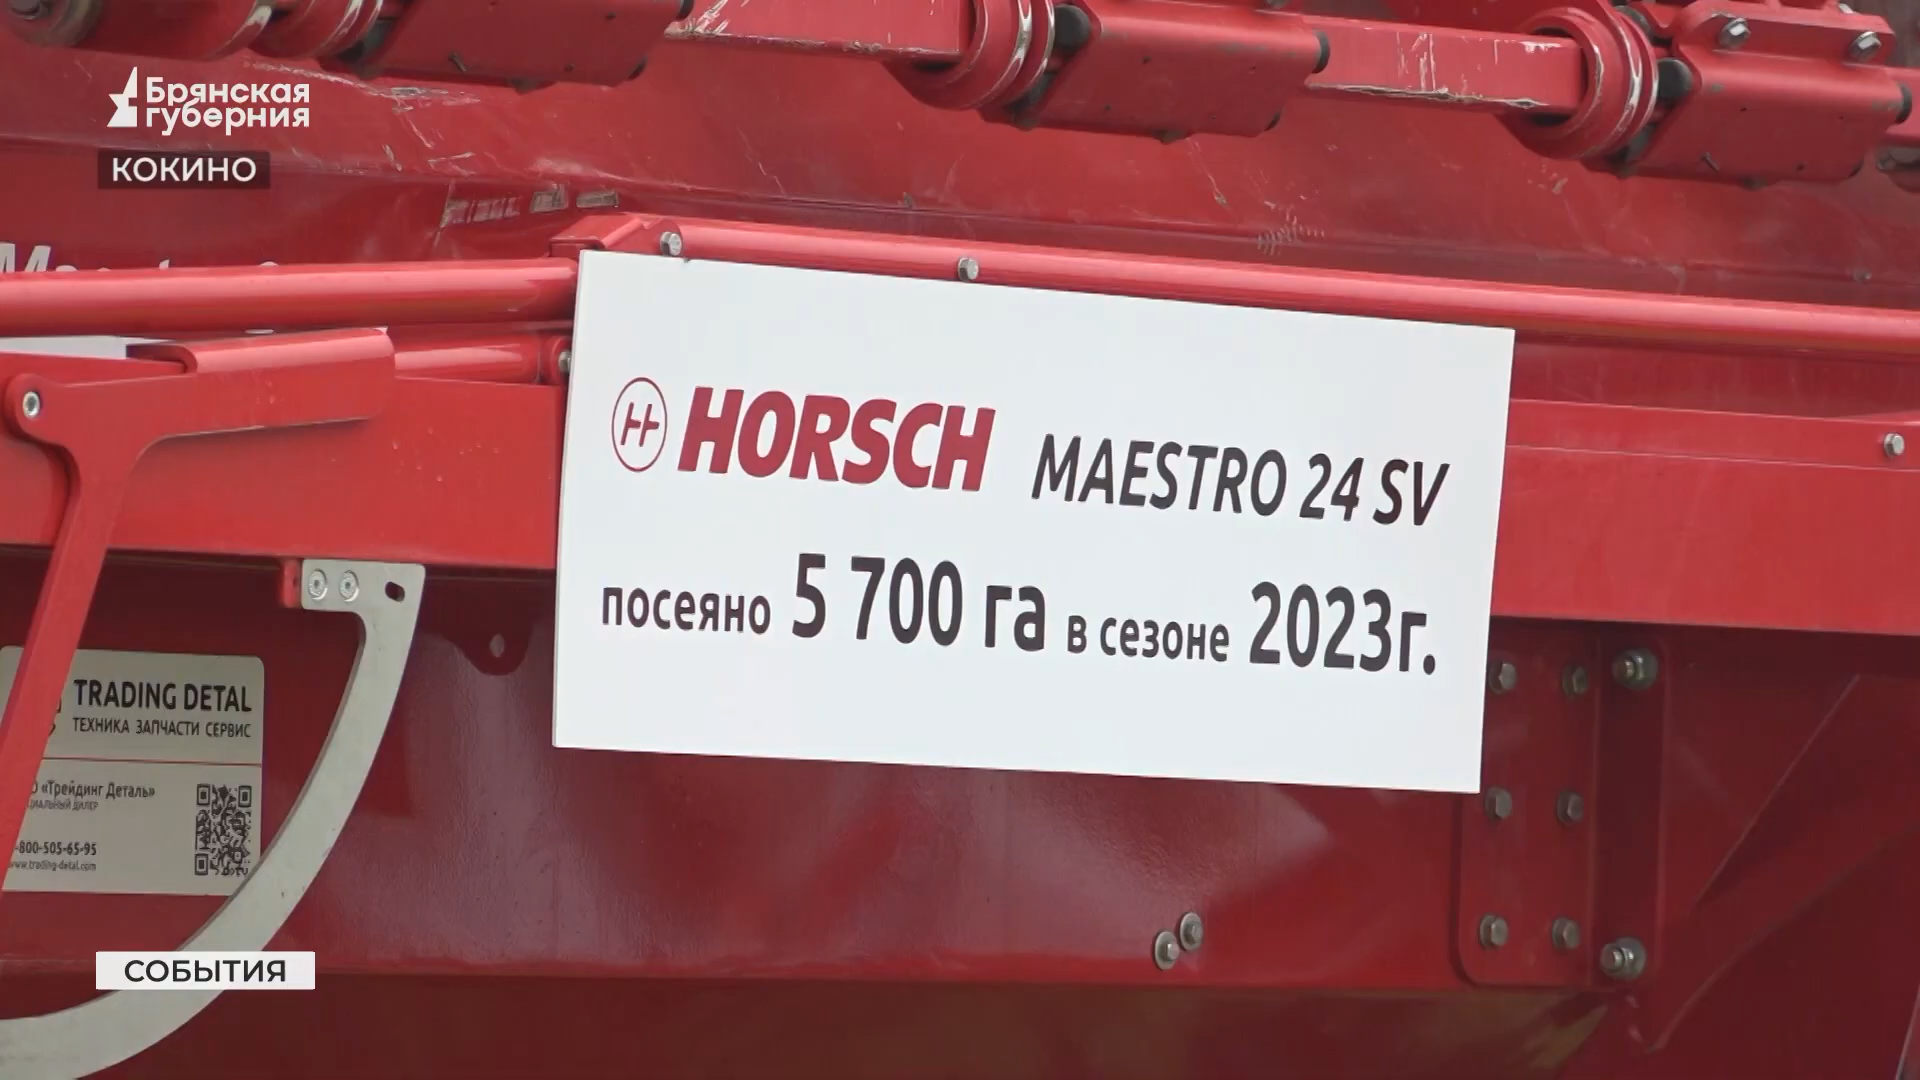 Брянская
губерния
КОКИНО
HORSCH MAESTRO 24 SV
посеяно 5 700 га в сезоне 2023г.
TRADING DETAL
ТЕХНИКА ЗАПЧАСТИ СЕРВИС
«Трейдинг Деталь»
ДИЛЕР
-800-505-65-95
www.trading-detal.com
СОБЫТИЯ